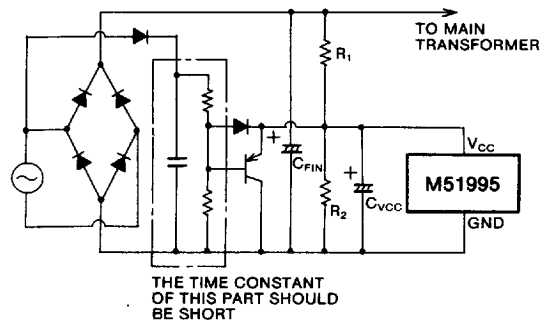 TO MAIN
TRANSFORMER
R1
CFIN
+
VCC
M51995
+
R2
CVCC
GND
THE TIME CONSTANT
OF THIS PART SHOULD
BE SHORT